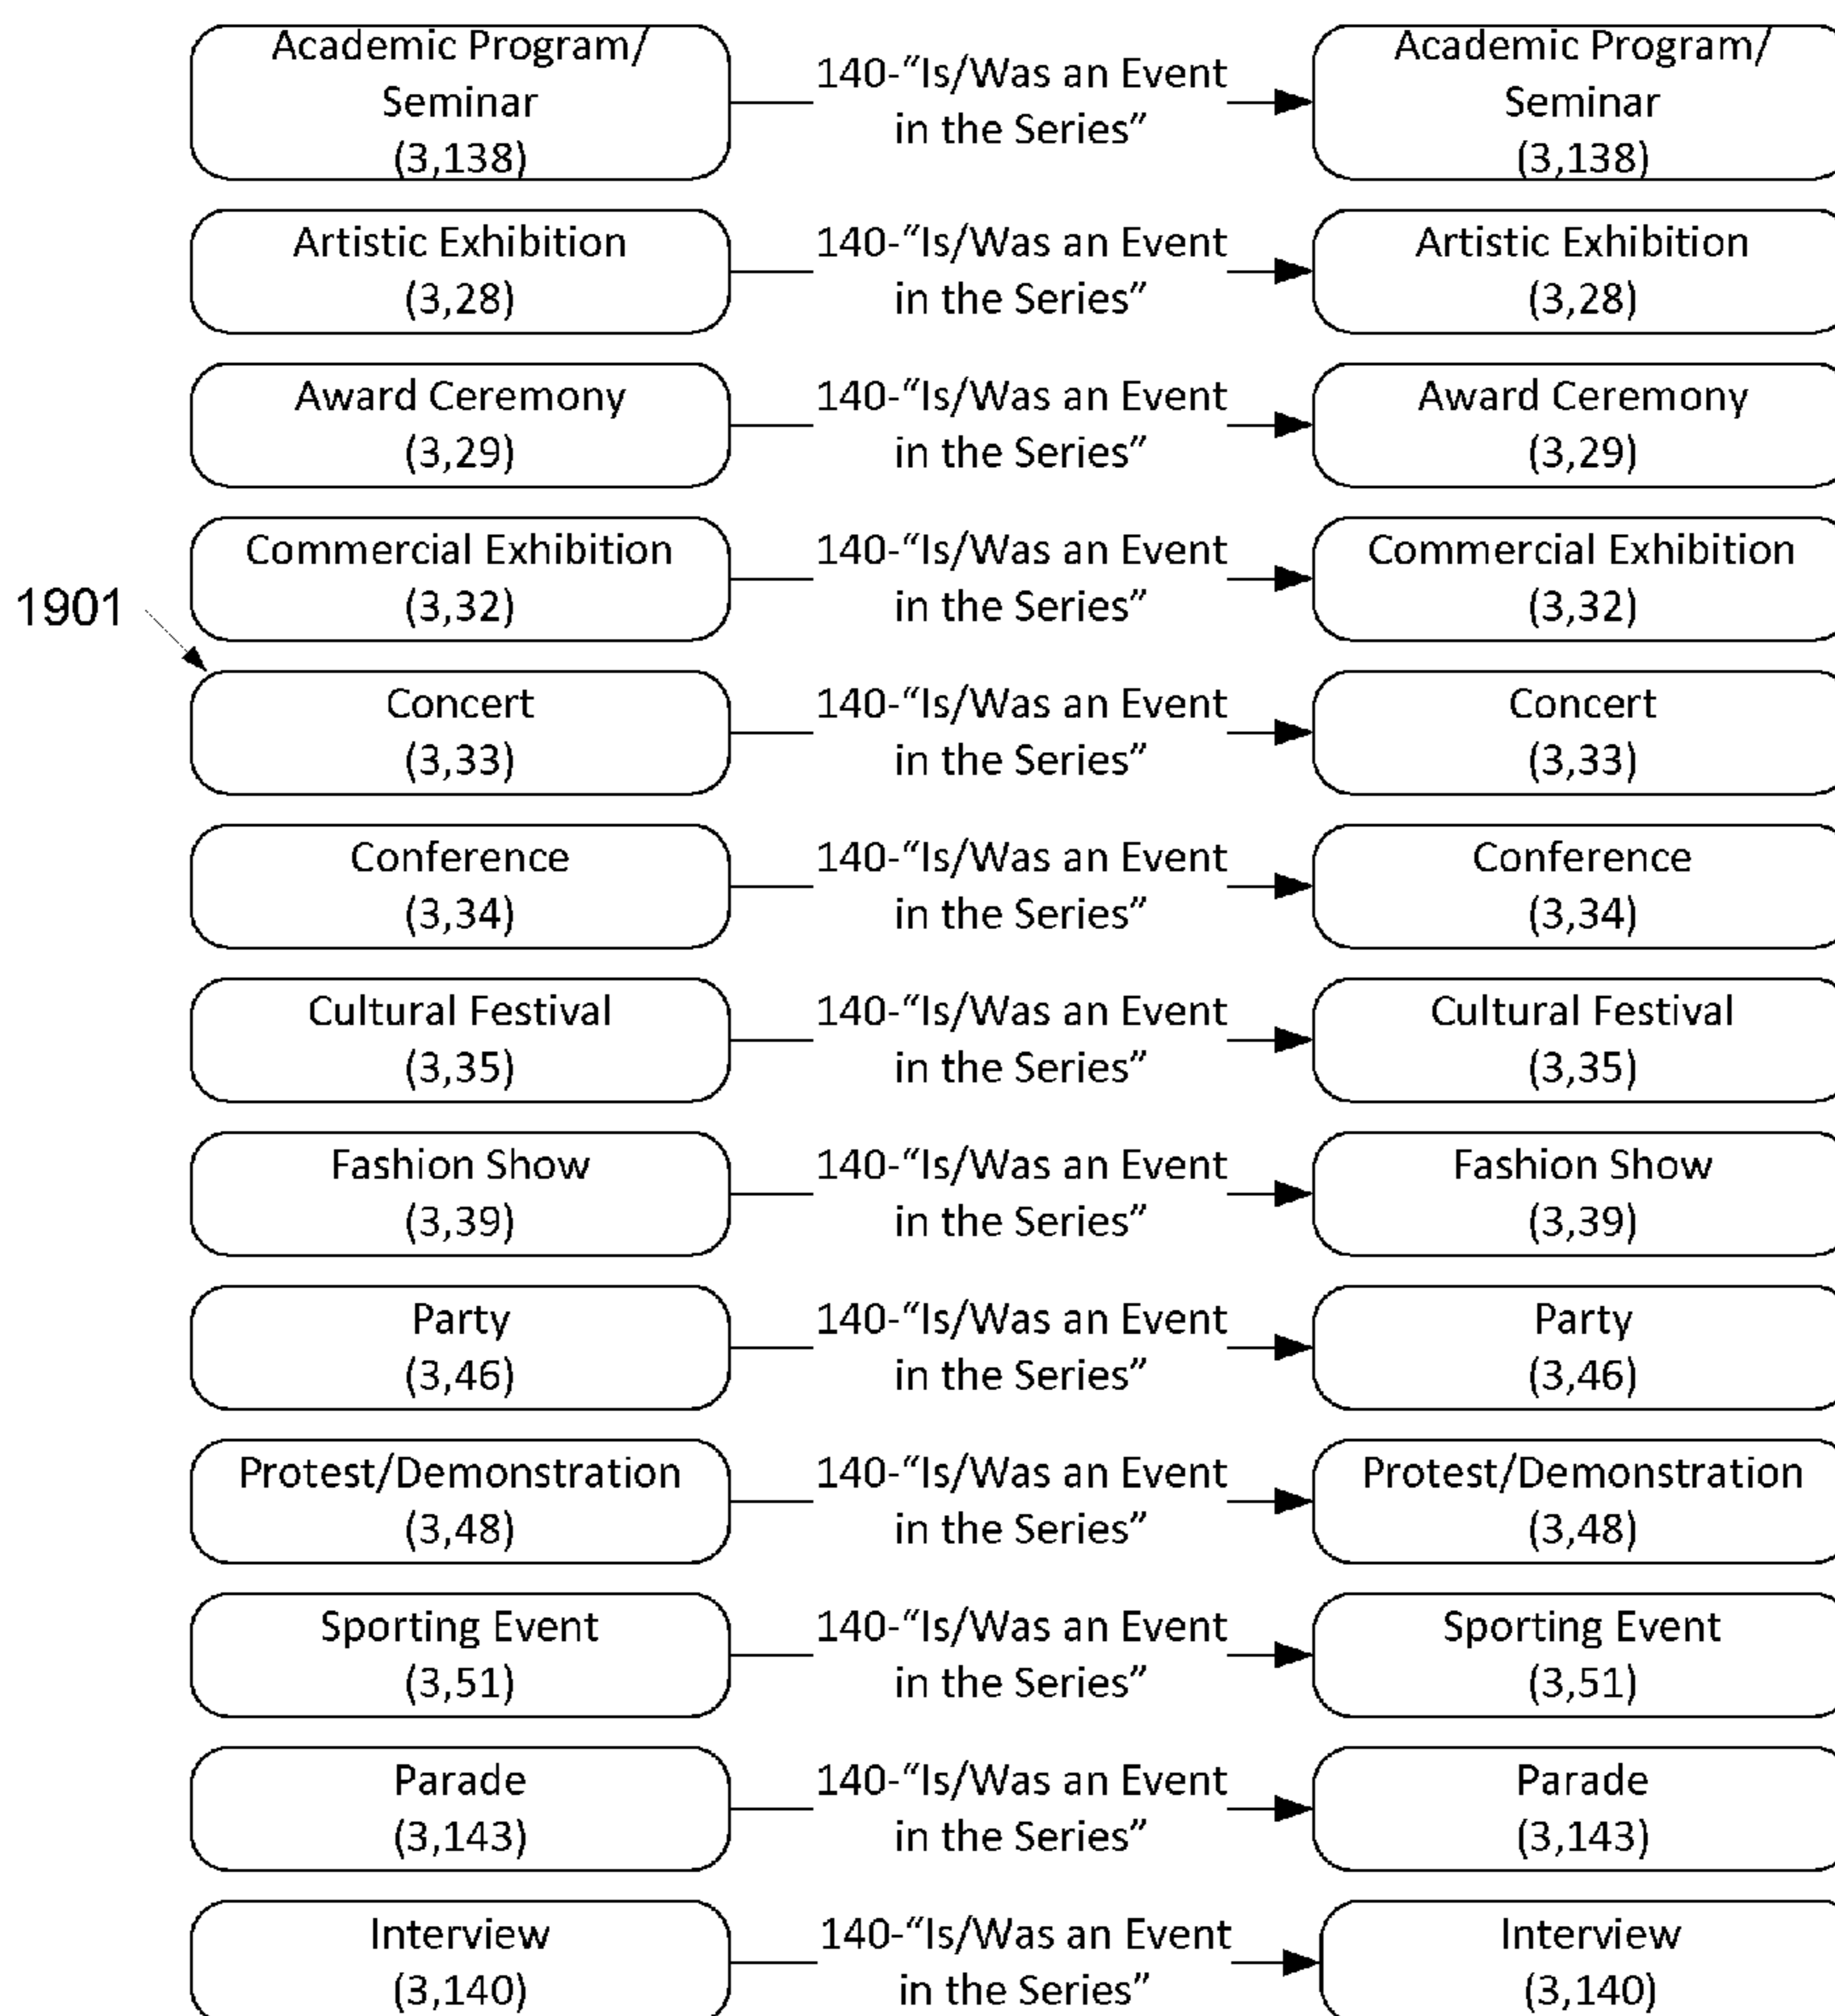 Academic Program/
Seminar
(3,138)
140-“Is/Was an Event
in the Series”
Academic Program/
Seminar
(3,138)
Artistic Exhibition
(3,28)
140-“Is/Was an Event
in the Series”
Artistic Exhibition
(3,28)
Award Ceremony
(3,29)
140-“Is/Was an Event
in the Series”
Award Ceremony
(3,29)
Commercial Exhibition
(3,32)
140-“Is/Was an Event
in the Series”
Commercial Exhibition
(3,32)
1901
Concert
(3,33)
140-“Is/Was an Event
in the Series”
Concert
(3,33)
Conference
(3,34)
140-“Is/Was an Event
in the Series”
Conference
(3,34)
Cultural Festival
(3,35)
140-“Is/Was an Event
in the Series”
Cultural Festival
(3,35)
Fashion Show
(3,39)
140-“Is/Was an Event
in the Series”
Fashion Show
(3,39)
Party
(3,46)
140-“Is/Was an Event
in the Series”
Party
(3,46)
Protest/Demonstration
(3,48)
140-“Is/Was an Event
in the Series”
Protest/Demonstration
(3,48)
Sporting Event
(3,51)
140-“Is/Was an Event
in the Series”
Sporting Event
(3,51)
Parade
(3,143)
140-“Is/Was an Event
in the Series”
Parade
(3,143)
Interview
(3,140)
140-“Is/Was an Event
in the Series”
Interview
(3,140)